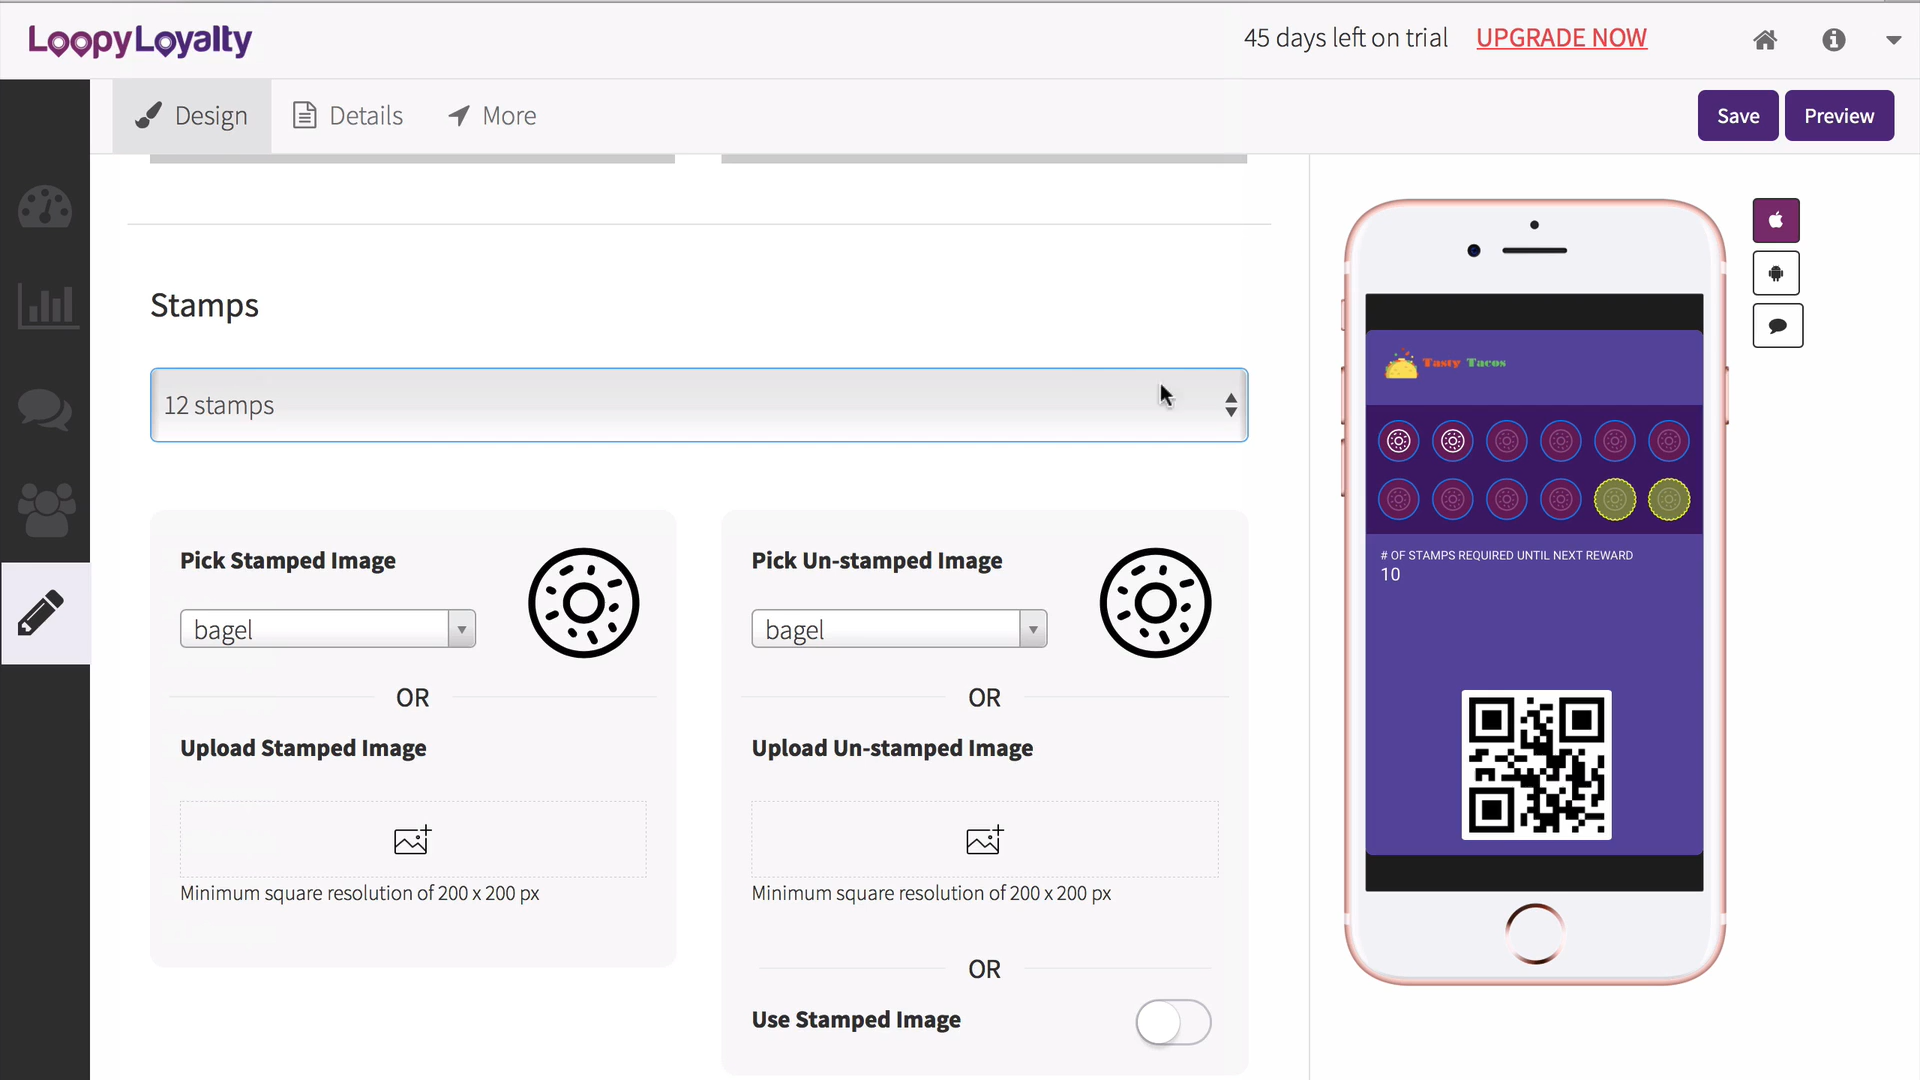 LoopyLoyalty
45 days left on trial UPGRADE NOW
Design Details More
Save Preview
Stamps
12 stamps
Pick Stamped Image
bagel
OR
Upload Stamped Image
Minimum square resolution of 200 x 200 px
Pick Un-stamped Image
bagel
OR
Upload Un-stamped Image
Minimum square resolution of 200 x 200 px
OR
Use Stamped Image
Tasty Tacos
# OF STAMPS REQUIRED UNTIL NEXT REWARD
10